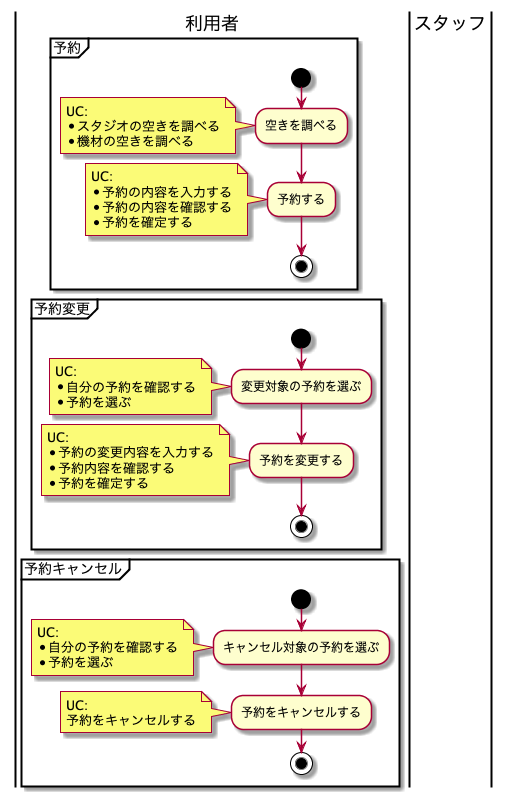 利用者
スタッフ
予約
UC:
•スタジオの空きを調べる
•機材の空きを調べる
空きを調べる
UC:
•予約の内容を入力する
•予約の内容を確認する
•予約を確定する
予約する
予約変更
UC:
•自分の予約を確認する
•予約を選ぶ
変更対象の予約を選ぶ
UC:
•予約の変更内容を入力する
•予約内容を確認する
•予約を確定する
予約を変更する
予約キャンセル
UC:
•自分の予約を確認する
•予約を選ぶ
キャンセル対象の予約を選ぶ
UC:
予約をキャンセルする
予約をキャンセルする